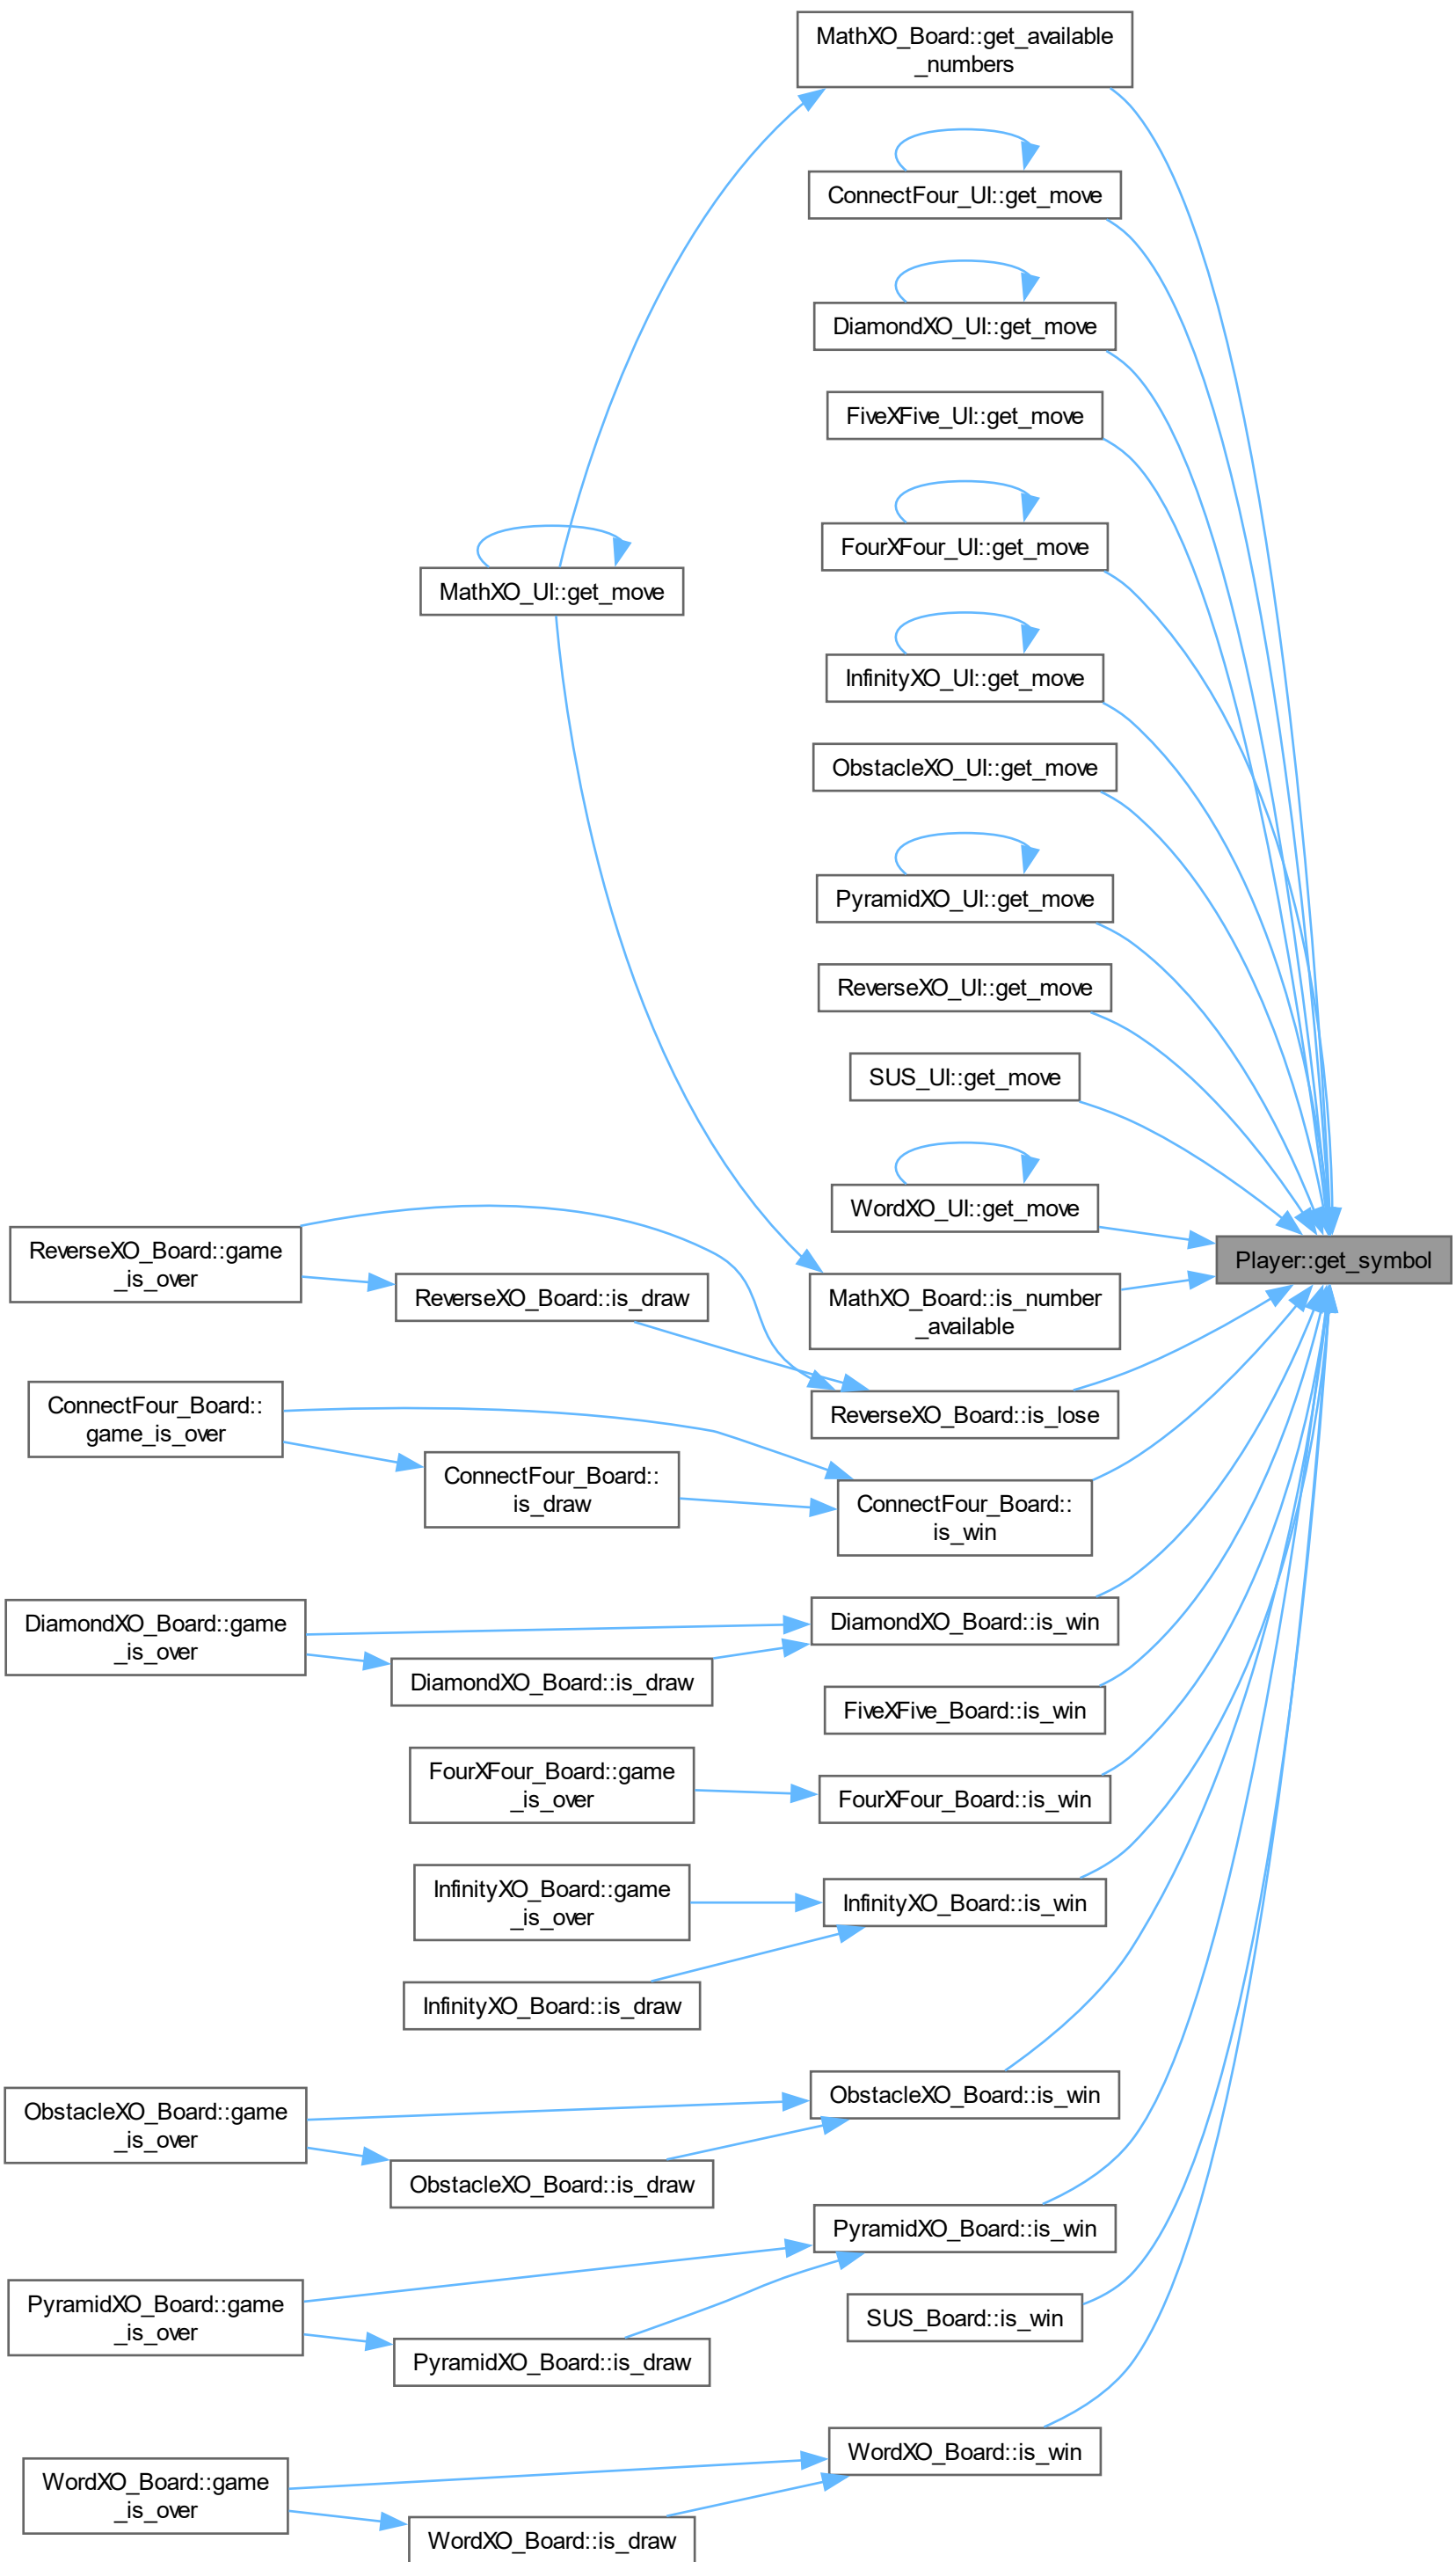 MathXO_Board::get_available
_numbers
ConnectFour_UI::get_move
DiamondXO_UI::get_move
FiveXFive_UI::get_move
FourXFour_UI::get_move
MathXO_UI::get_move
InfinityXO_UI::get_move
ObstacleXO_UI::get_move
PyramidXO_UI::get_move
ReverseXO_UI::get_move
SUS_UI::get_move
WordXO_UI::get_move
Player::get_symbol
ReverseXO_Board::game
_is_over
ReverseXO_Board::is_draw
MathXO_Board::is_number
_available
ReverseXO_Board::is_lose
ConnectFour_Board::
game_is_over
ConnectFour_Board::
is_draw
ConnectFour_Board::
is_win
DiamondXO_Board::game
_is_over
DiamondXO_Board::is_win
DiamondXO_Board::is_draw
FiveXFive_Board::is_win
FourXFour_Board::game
_is_over
FourXFour_Board::is_win
InfinityXO_Board::game
_is_over
InfinityXO_Board::is_win
InfinityXO_Board::is_draw
ObstacleXO_Board::game
_is_over
ObstacleXO_Board::is_win
ObstacleXO_Board::is_draw
PyramidXO_Board::is_win
PyramidXO_Board::game
_is_over
SUS_Board::is_win
PyramidXO_Board::is_draw
WordXO_Board::is_win
WordXO_Board::game
_is_over
WordXO_Board::is_draw